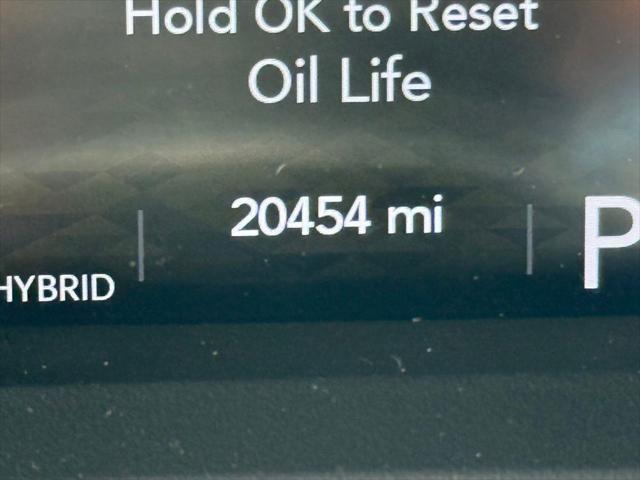 Hold OK to Reset
Oil Life
20454 mi
P
HYBRID